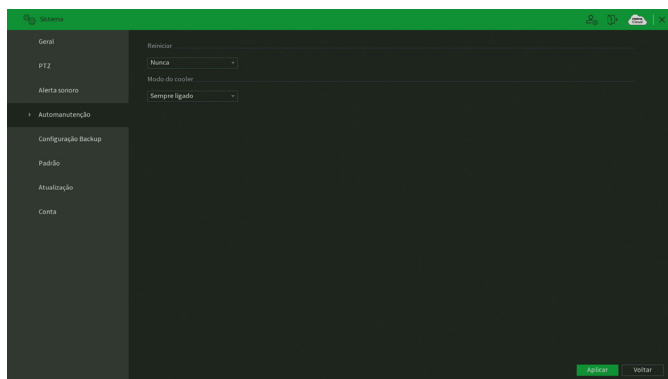 Sistema
Geral
PTZ
Alerta sonoro
Automanutenção
Configuração Backup
Padrão
Atualização
Conta
Reiniciar
Nunca
Modo do cooler
Sempre ligado
Aplicar
Voltar